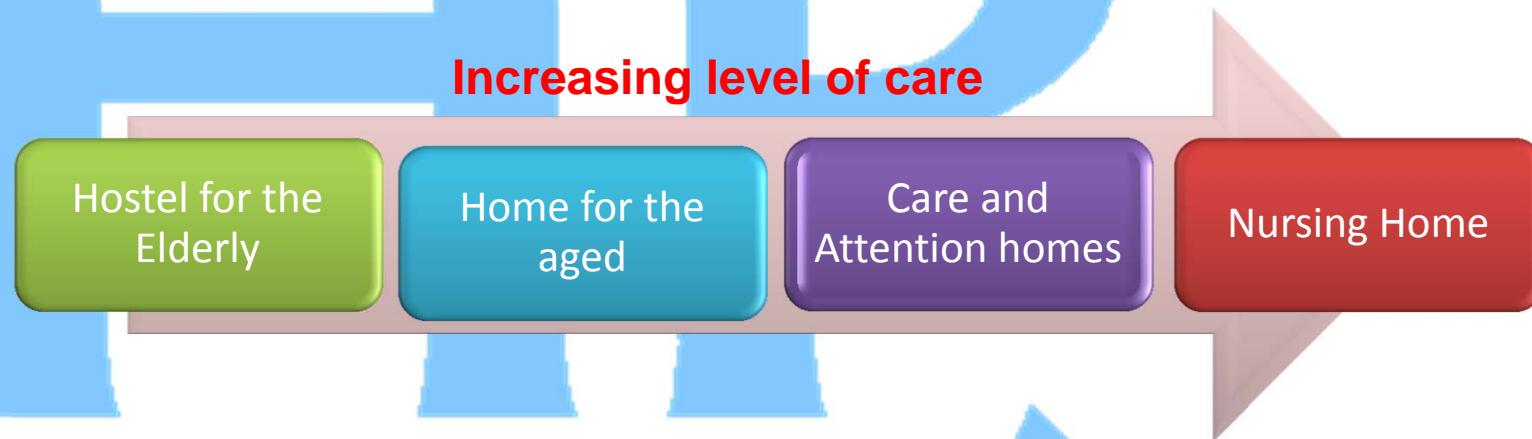 Increasing level of care
Hostel for the
Elderly
Home for the
aged
Care and
Attention homes
Nursing Home